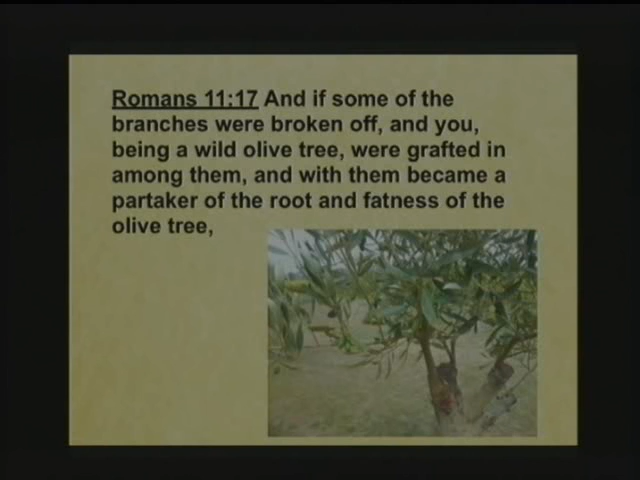 Romans 11:17 And if some of the
branches were broken off, and you,
being a wild olive tree, were grafted in
among them, and with them became a
partaker of the root and fatness of the
olive tree,